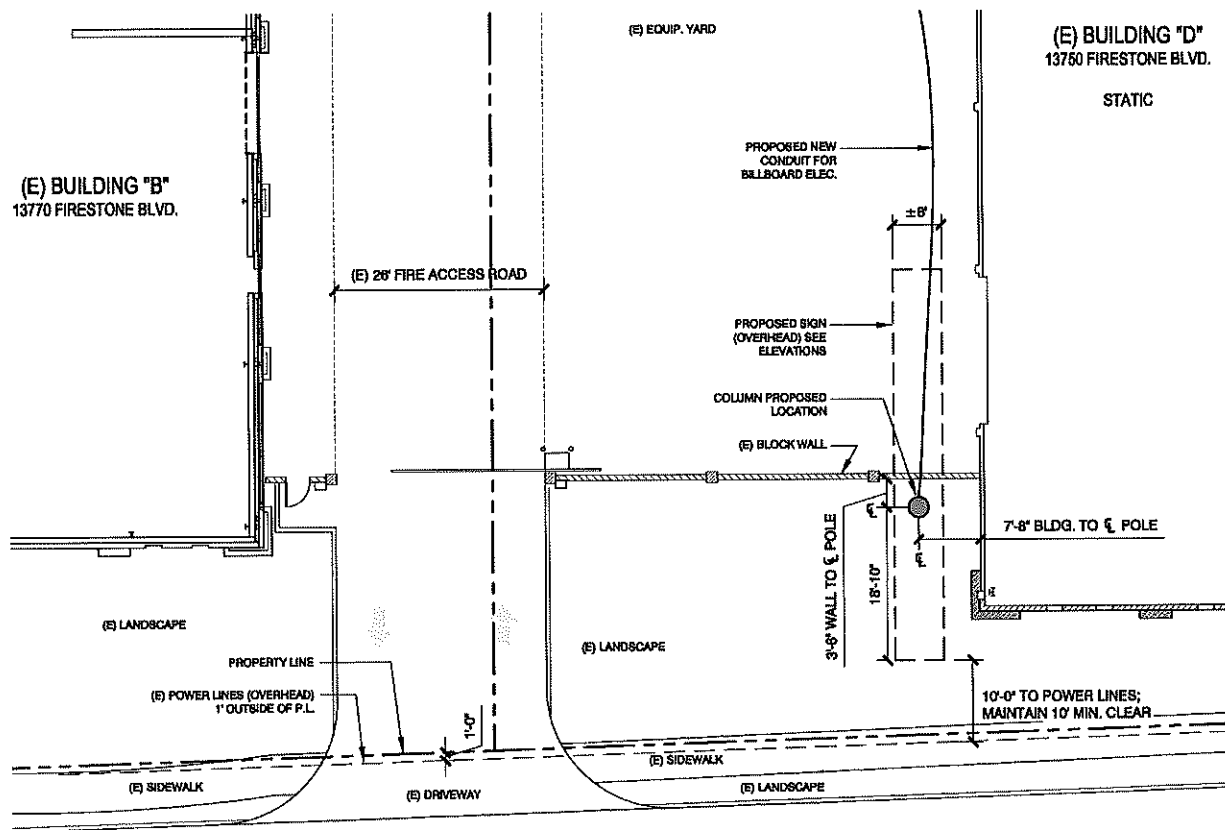 (E) EQUIP. YARD
(E) BUILDING "D"
13750 FIRESTONE BLVD.
STATIC
PROPOSED NEW
CONDUIT FOR
BILLBOARD ELEC.
(E) BUILDING "B"
13770 FIRESTONE BLVD.
±8'
(E) 26' FIRE ACCESS ROAD
PROPOSED SIGN
(OVERHEAD) SEE
ELEVATIONS
COLUMN PROPOSED
LOCATION
(E) BLOCK WALL
7'-8" BLDG. TO ℄ POLE
3'-6" WALL TO ℄ POLE
18'-10"
℄
℄
(E) LANDSCAPE
(E) LANDSCAPE
PROPERTY LINE
(E) POWER LINES (OVERHEAD)
1' OUTSIDE OF P.L.
1'-0"
10'-0" TO POWER LINES;
MAINTAIN 10' MIN. CLEAR
(E) SIDEWALK
(E) SIDEWALK
(E) DRIVEWAY
(E) LANDSCAPE